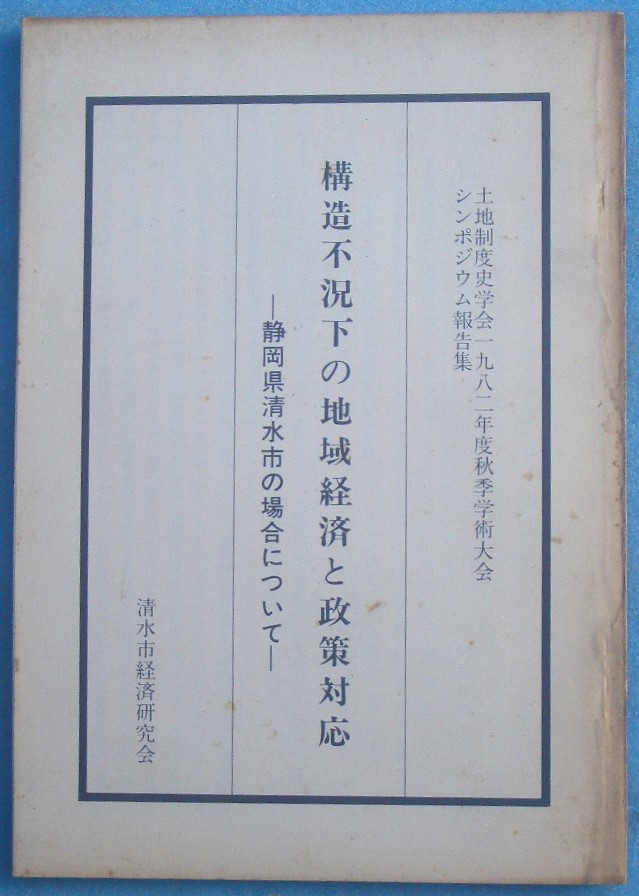 土地制度史学会一九八二年度秋季学術大会
シンポジウム報告集
構造不況下の地域経済と政策対応
―静岡県清水市の場合について―
清水市経済研究会